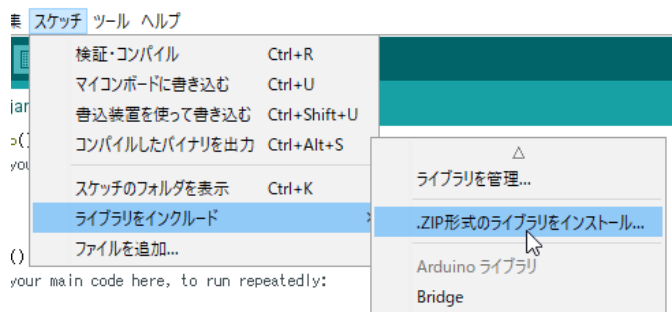 集 スケッチ ツール ヘルプ
検証・コンパイル Ctrl+R
マイコンボードに書き込む Ctrl+U
書込装置を使って書き込む Ctrl+Shift+U
コンパイルしたバイナリを出力 Ctrl+Alt+S
スケッチのフォルダを表示 Ctrl+K
ライブラリをインクルード
ファイルを追加...
ライブラリを管理...
.ZIP形式のライブラリをインストール...
Arduino ライブラリ
Bridge
jar
()
you
()
your main code here, to run repeatedly: